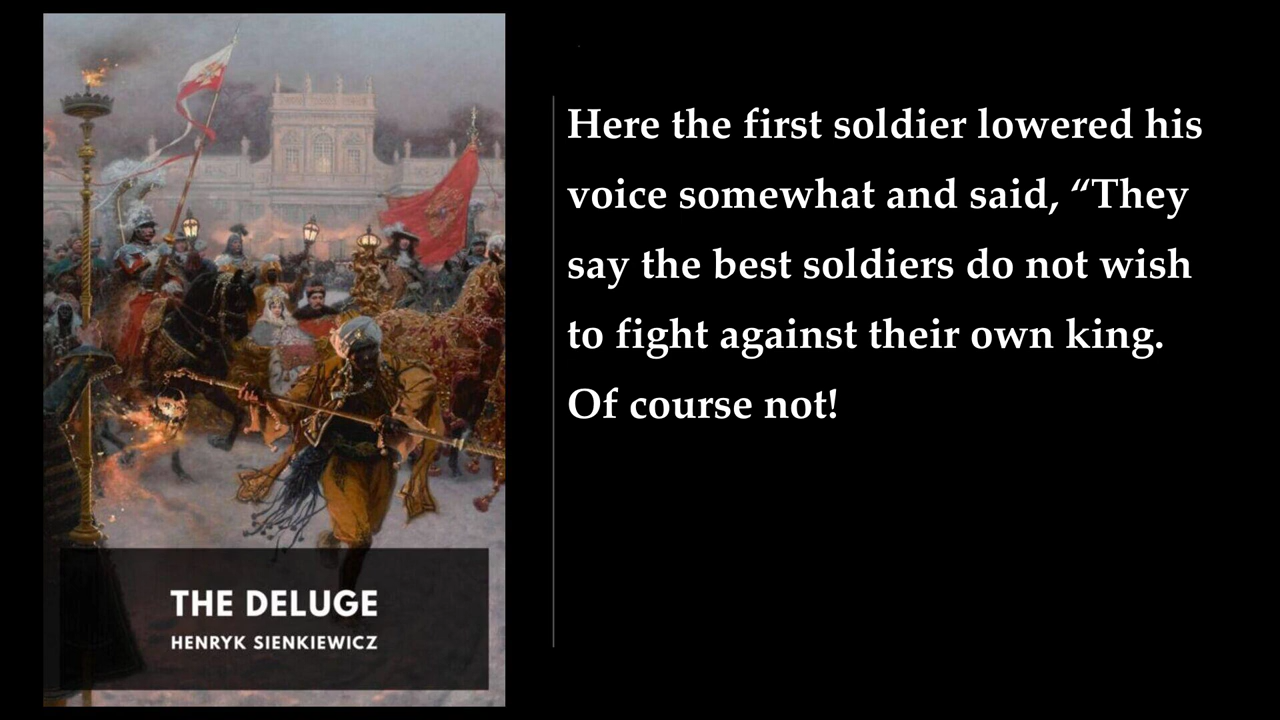 Here the first soldier lowered his
voice somewhat and said, “They
say the best soldiers do not wish
to fight against their own king.
Of course not!
THE DELUGE
HENRYK SIENKIEWICZ